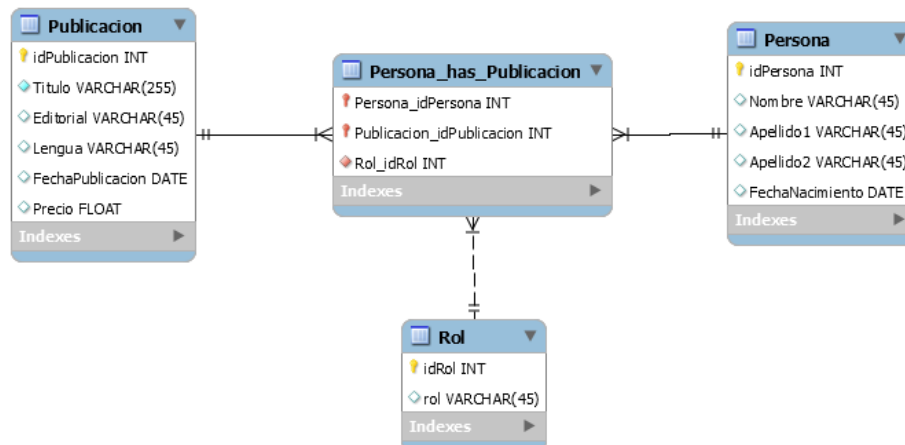 Publicacion
idPublicacion INT
Titulo VARCHAR(255)
Editorial VARCHAR(45)
Lengua VARCHAR(45)
FechaPublicacion DATE
Precio FLOAT
Indexes
Persona_has_Publicacion
Persona_idPersona INT
Publicacion_idPublicacion INT
Rol_idRol INT
Indexes
Persona
idPersona INT
Nombre VARCHAR(45)
Apellido1 VARCHAR(45)
Apellido2 VARCHAR(45)
FechaNacimiento DATE
Indexes
Rol
idRol INT
rol VARCHAR(45)
Indexes